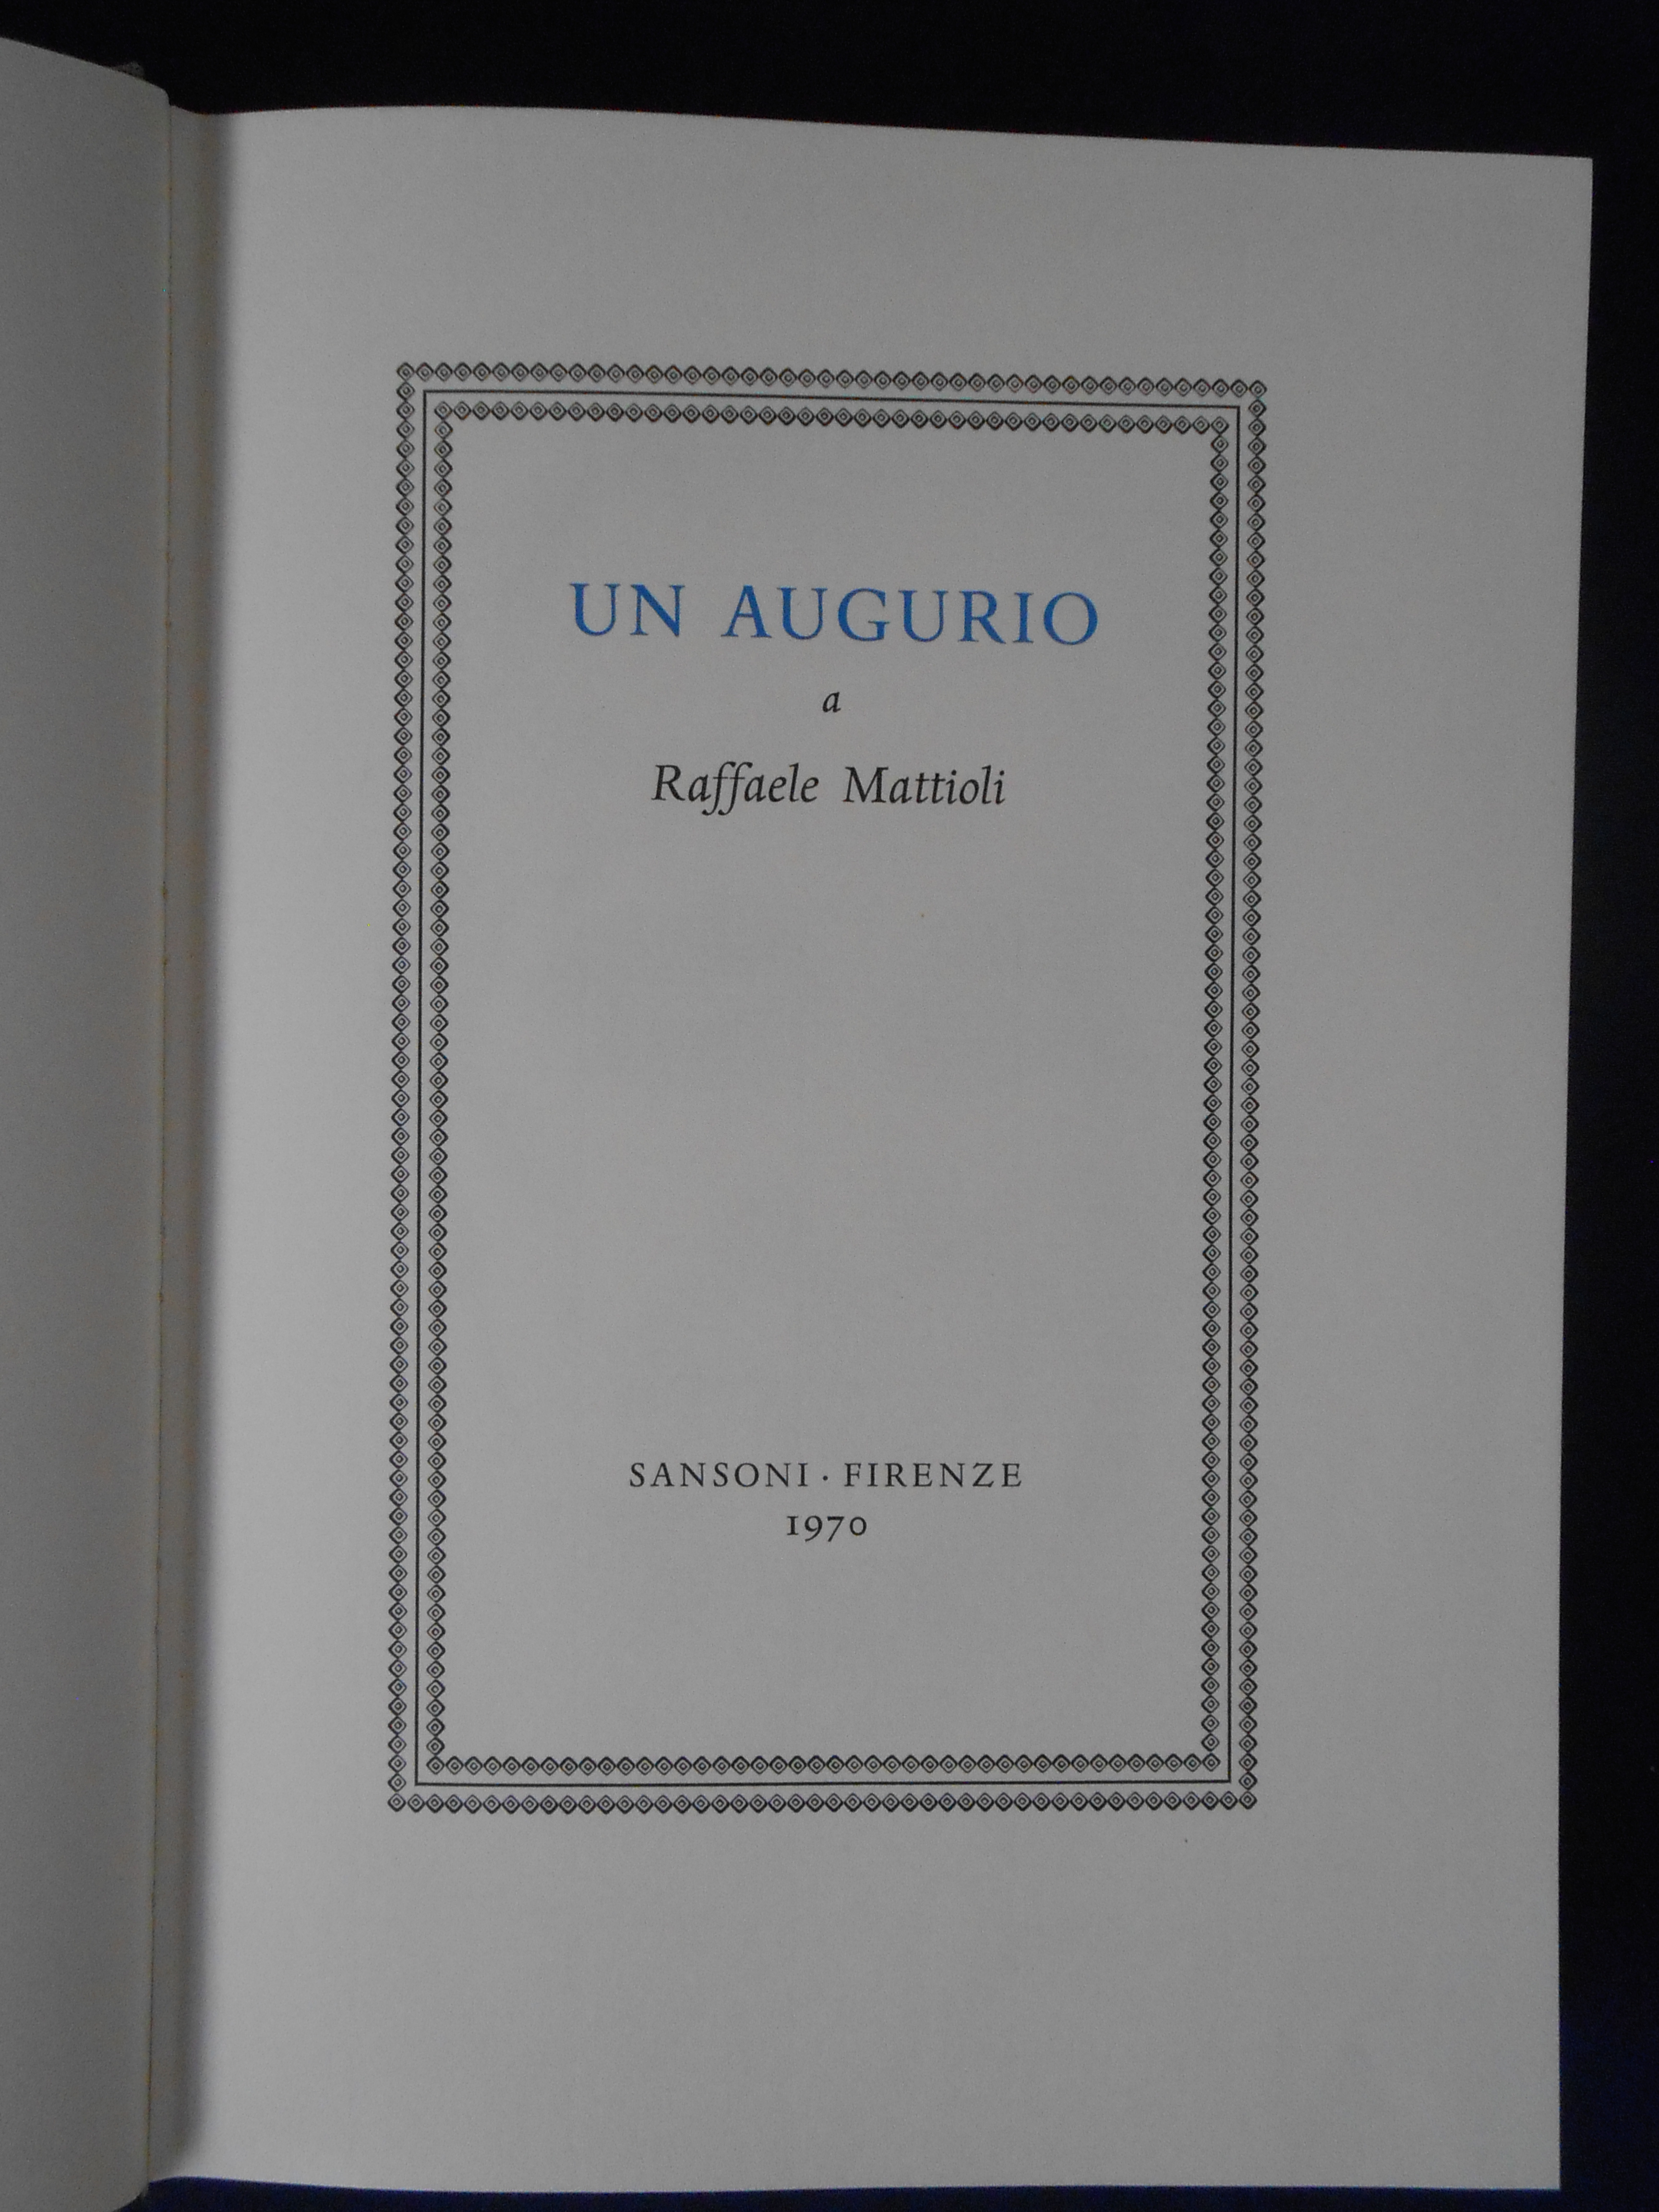 UN AUGURIO
a
Raffaele Mattioli
SANSONI · FIRENZE
1970